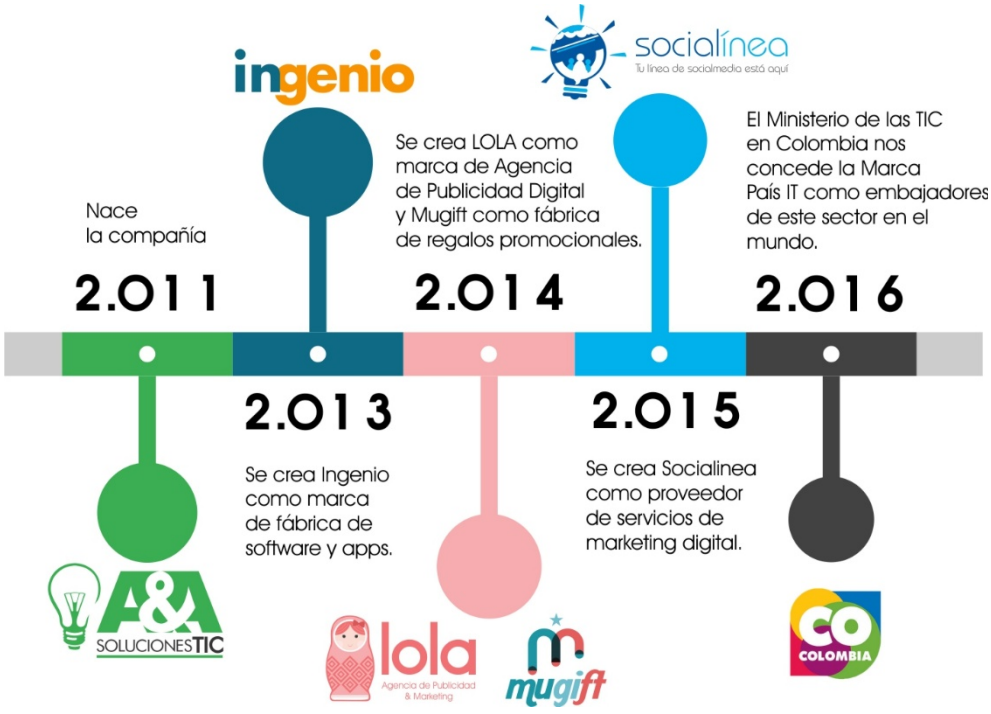 Nace
la compañía
2.011
A&A
SOLUCIONESTIC
ingenio
2.013
Se crea Ingenio
como marca
de fábrica de
software y apps.
Se crea LOLA como
marca de Agencia
de Publicidad Digital
y Mugift como fábrica
de regalos promocionales.
2.014
lola
Agencia de Publicidad
& Marketing
m
mugift
socialínea
Tu línea de socialmedia está aquí
2.015
Se crea Socialinea
como proveedor
de servicios de
marketing digital.
El Ministerio de las TIC
en Colombia nos
concede la Marca
País IT como embajadores
de este sector en el
mundo.
2.016
CO
COLOMBIA